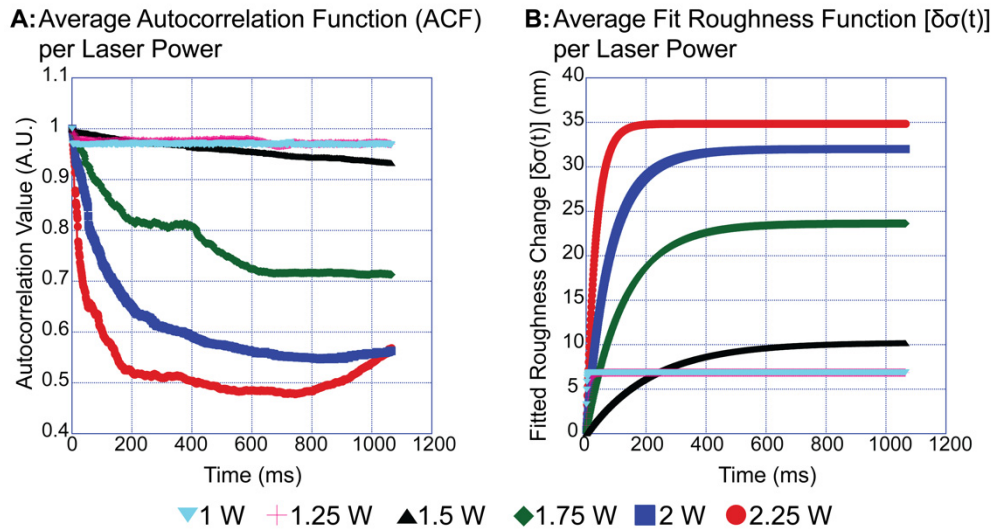 A: Average Autocorrelation Function (ACF)
per Laser Power
1.1
1
0.9
0.8
0.7
0.6
0.5
0.4
Autocorrelation Value (A.U.)
0 200 400 600 800 1000 1200
Time (ms)
B: Average Fit Roughness Function [δσ(t)]
per Laser Power
40
35
30
25
20
15
10
5
0
Fitted Roughness Change [δσ(t)] (nm)
0 200 400 600 800 1000 1200
Time (ms)
1 W 1.25 W 1.5 W 1.75 W 2 W 2.25 W